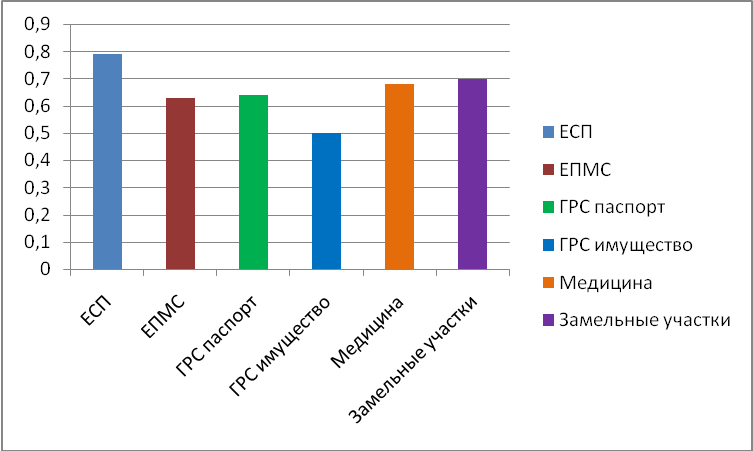 0,9
0,8
0,7
0,6
0,5
0,4
0,3
0,2
0,1
0
ЕСП
ЕПМС
ГРС паспорт
ГРС имущество
Медицина
Замельные участки
ЕСП
ЕПМС
ГРС паспорт
ГРС имущество
Медицина
Замельные участки